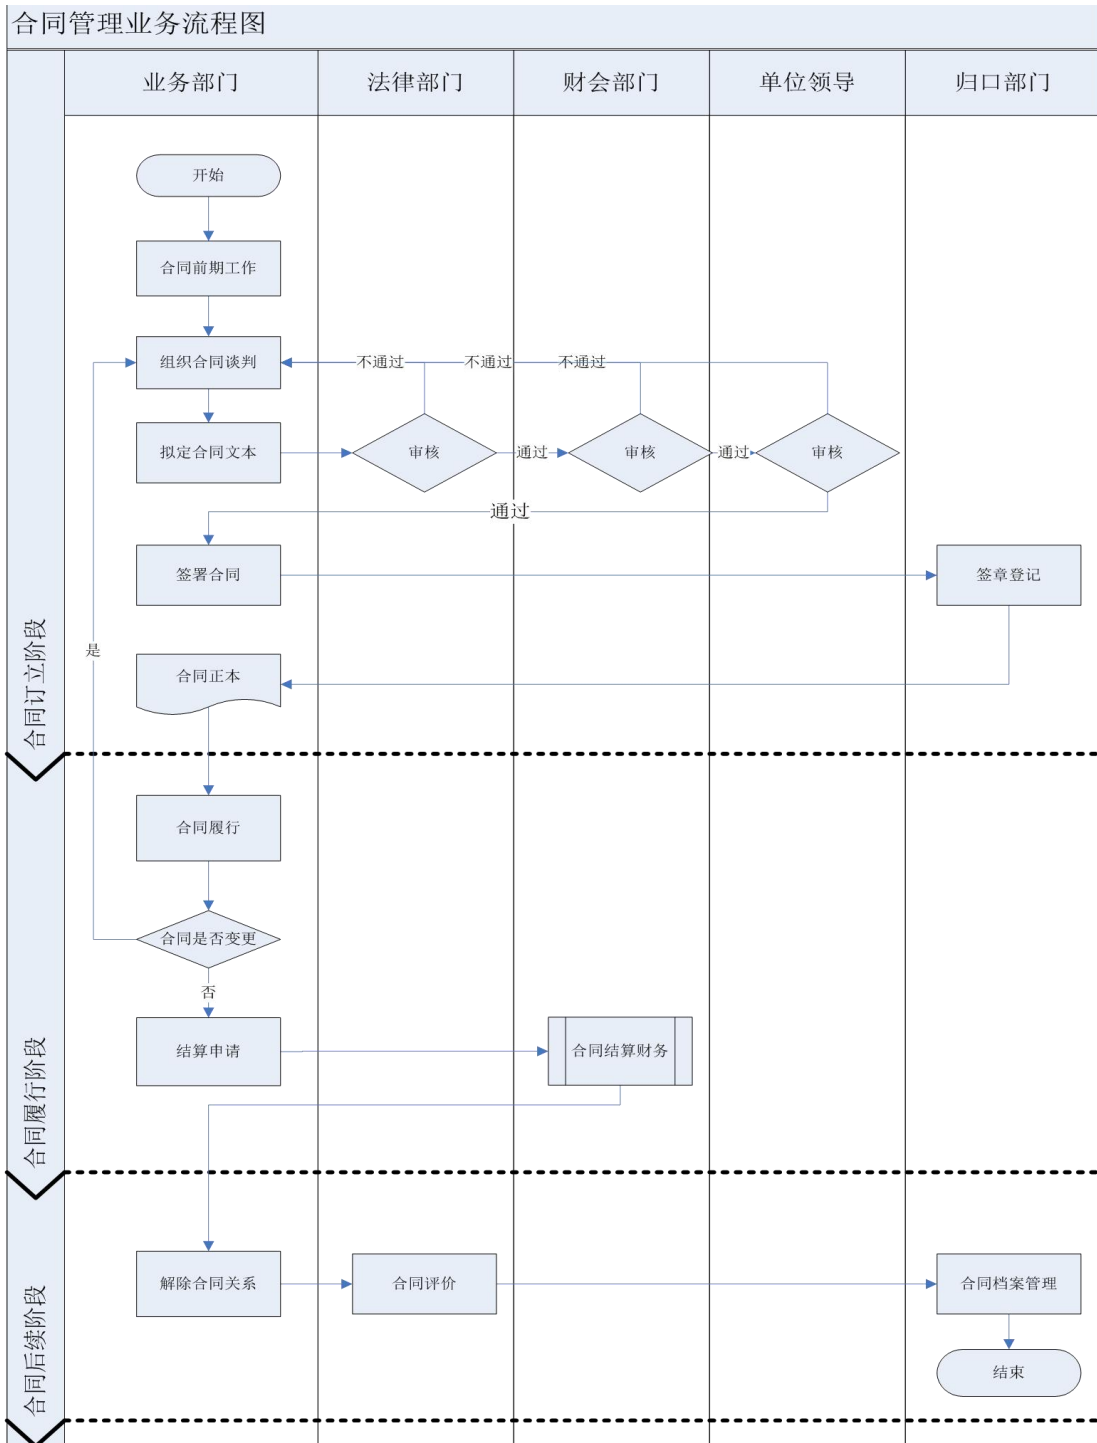 合同管理业务流程图
业务部门
法律部门
财会部门
单位领导
归口部门
开始
合同前期工作
组织合同谈判
不通过
不通过
不通过
拟定合同文本
审核
通过
审核
通过
审核
通过
签署合同
签章登记
合同订立阶段
是
合同正本
合同履行
合同是否变更
否
结算申请
合同结算财务
合同履行阶段
解除合同关系
合同评价
合同档案管理
合同后续阶段
结束